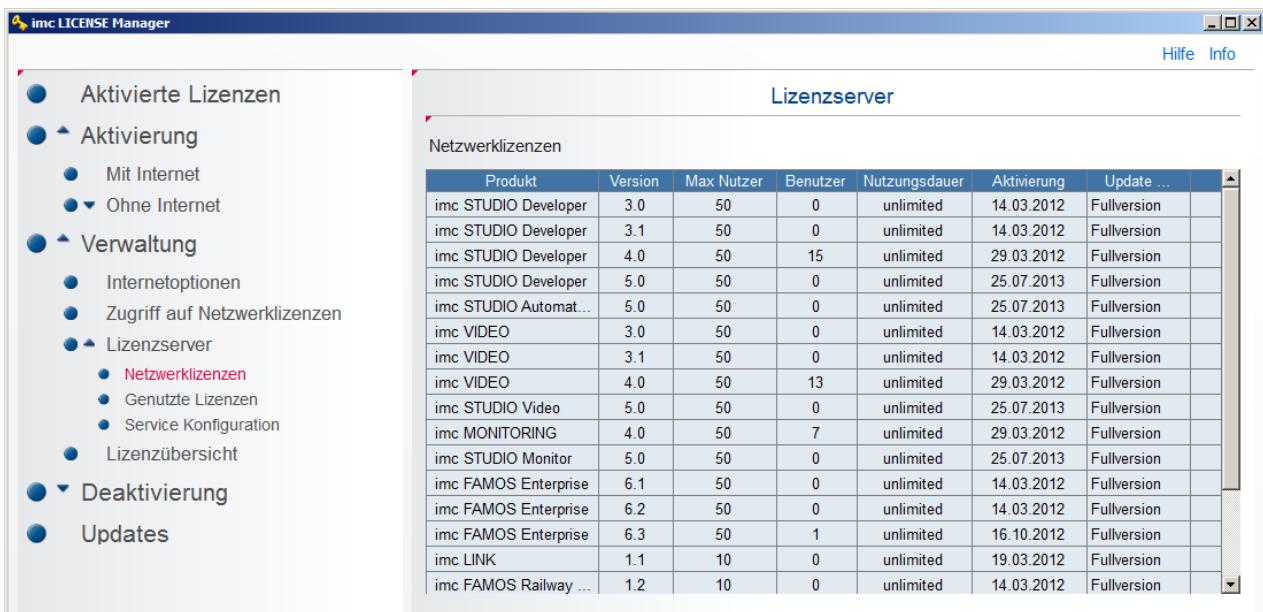 imc LICENSE Manager
Hilfe Info
Aktivierte Lizenzen
Aktivierung
Mit Internet
Ohne Internet
Verwaltung
Internetoptionen
Zugriff auf Netzwerklizenzen
Lizenzserver
Netzwerklizenzen
Genutzte Lizenzen
Service Konfiguration
Lizenzübersicht
Deaktivierung
Updates
Lizenzserver
Netzwerklizenzen
Produkt Version Max Nutzer Benutzer Nutzungsdauer Aktivierung Update ...
imc STUDIO Developer 3.0 50 0 unlimited 14.03.2012 Fullversion
imc STUDIO Developer 3.1 50 0 unlimited 14.03.2012 Fullversion
imc STUDIO Developer 4.0 50 15 unlimited 29.03.2012 Fullversion
imc STUDIO Developer 5.0 50 0 unlimited 25.07.2013 Fullversion
imc STUDIO Automat... 5.0 50 0 unlimited 25.07.2013 Fullversion
imc VIDEO 3.0 50 0 unlimited 14.03.2012 Fullversion
imc VIDEO 3.1 50 0 unlimited 14.03.2012 Fullversion
imc VIDEO 4.0 50 13 unlimited 29.03.2012 Fullversion
imc STUDIO Video 5.0 50 0 unlimited 25.07.2013 Fullversion
imc MONITORING 4.0 50 7 unlimited 29.03.2012 Fullversion
imc STUDIO Monitor 5.0 50 0 unlimited 25.07.2013 Fullversion
imc FAMOS Enterprise 6.1 50 0 unlimited 14.03.2012 Fullversion
imc FAMOS Enterprise 6.2 50 0 unlimited 14.03.2012 Fullversion
imc FAMOS Enterprise 6.3 50 1 unlimited 16.10.2012 Fullversion
imc LINK 1.1 10 0 unlimited 19.03.2012 Fullversion
imc FAMOS Railway ... 1.2 10 0 unlimited 14.03.2012 Fullversion